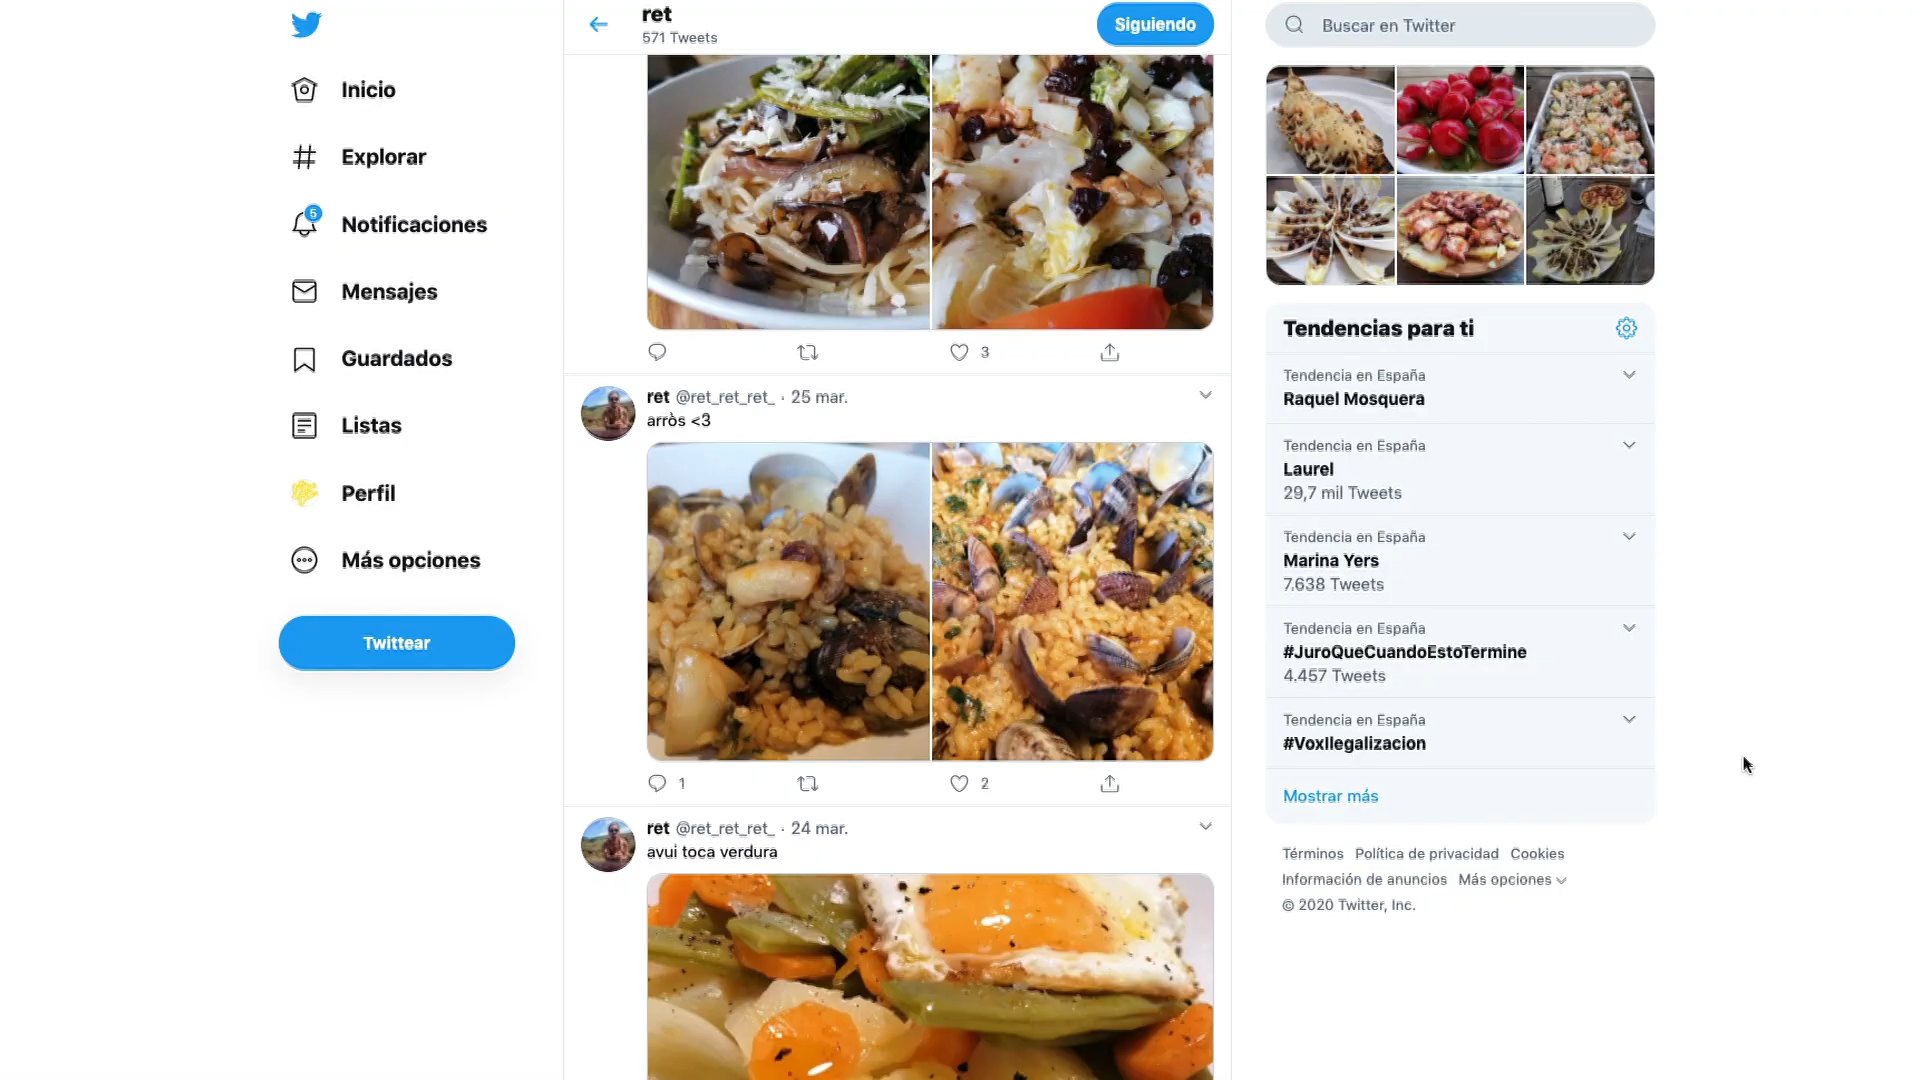 Inicio
Explorar
5
Notificaciones
Mensajes
Guardados
Listas
Perfil
Más opciones
Twittear
ret
571 Tweets
Siguiendo
3
ret @ret_ret_ret_ · 25 mar.
arròs <3
1
2
ret @ret_ret_ret_ · 24 mar.
avui toca verdura
Buscar en Twitter
Tendencias para ti
Tendencia en España
Raquel Mosquera
Tendencia en España
Laurel
29,7 mil Tweets
Tendencia en España
Marina Yers
7.638 Tweets
Tendencia en España
#JuroQueCuandoEstoTermine
4.457 Tweets
Tendencia en España
#VoxIlegalizacion
Mostrar más
Términos Política de privacidad Cookies
Información de anuncios Más opciones
© 2020 Twitter, Inc.